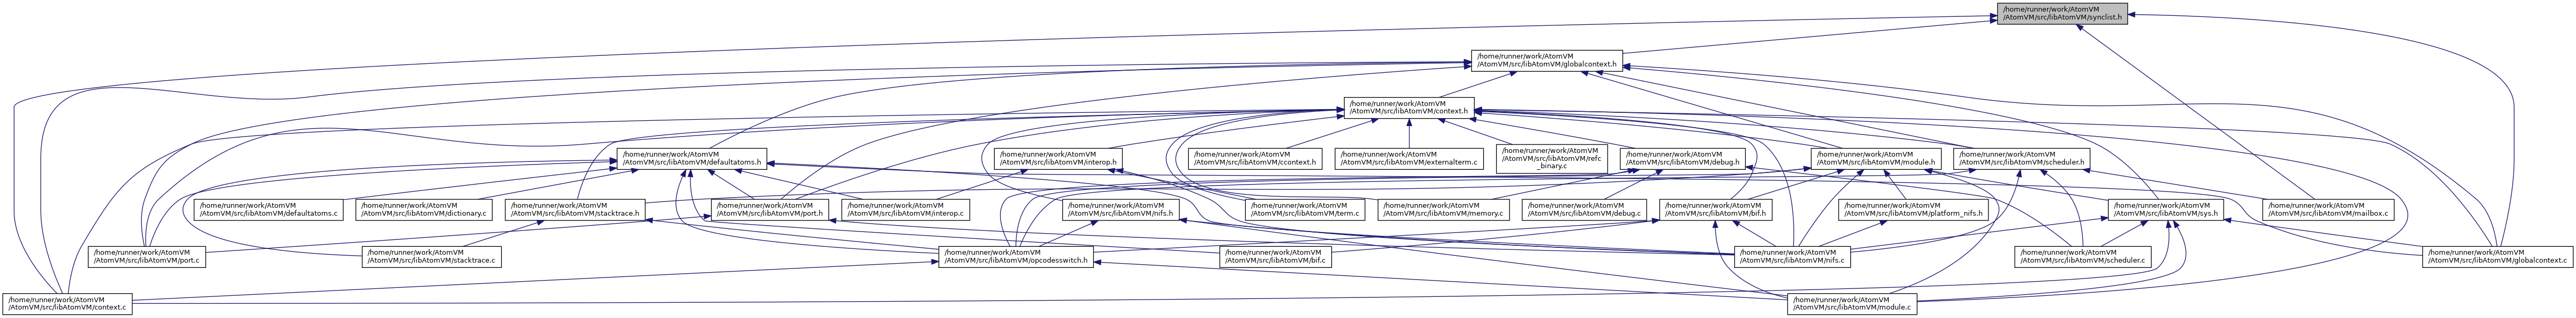 /home/runner/work/AtomVM
/AtomVM/src/libAtomVM/synclist.h
/home/runner/work/AtomVM
/AtomVM/src/libAtomVM/globalcontext.h
/home/runner/work/AtomVM
/AtomVM/src/libAtomVM/context.h
/home/runner/work/AtomVM
/AtomVM/src/libAtomVM/defaultatoms.h
/home/runner/work/AtomVM
/AtomVM/src/libAtomVM/interop.h
/home/runner/work/AtomVM
/AtomVM/src/libAtomVM/context.h
/home/runner/work/AtomVM
/AtomVM/src/libAtomVM/externalterm.c
/home/runner/work/AtomVM
/AtomVM/src/libAtomVM/refc
_binary.c
/home/runner/work/AtomVM
/AtomVM/src/libAtomVM/debug.h
/home/runner/work/AtomVM
/AtomVM/src/libAtomVM/module.h
/home/runner/work/AtomVM
/AtomVM/src/libAtomVM/scheduler.h
/home/runner/work/AtomVM
/AtomVM/src/libAtomVM/defaultatoms.c
/home/runner/work/AtomVM
/AtomVM/src/libAtomVM/dictionary.c
/home/runner/work/AtomVM
/AtomVM/src/libAtomVM/stacktrace.h
/home/runner/work/AtomVM
/AtomVM/src/libAtomVM/port.h
/home/runner/work/AtomVM
/AtomVM/src/libAtomVM/interop.c
/home/runner/work/AtomVM
/AtomVM/src/libAtomVM/nifs.h
/home/runner/work/AtomVM
/AtomVM/src/libAtomVM/term.c
/home/runner/work/AtomVM
/AtomVM/src/libAtomVM/memory.c
/home/runner/work/AtomVM
/AtomVM/src/libAtomVM/debug.c
/home/runner/work/AtomVM
/AtomVM/src/libAtomVM/bif.h
/home/runner/work/AtomVM
/AtomVM/src/libAtomVM/platform_nifs.h
/home/runner/work/AtomVM
/AtomVM/src/libAtomVM/sys.h
/home/runner/work/AtomVM
/AtomVM/src/libAtomVM/mailbox.c
/home/runner/work/AtomVM
/AtomVM/src/libAtomVM/port.c
/home/runner/work/AtomVM
/AtomVM/src/libAtomVM/stacktrace.c
/home/runner/work/AtomVM
/AtomVM/src/libAtomVM/opcodesswitch.h
/home/runner/work/AtomVM
/AtomVM/src/libAtomVM/bif.c
/home/runner/work/AtomVM
/AtomVM/src/libAtomVM/nifs.c
/home/runner/work/AtomVM
/AtomVM/src/libAtomVM/scheduler.c
/home/runner/work/AtomVM
/AtomVM/src/libAtomVM/globalcontext.c
/home/runner/work/AtomVM
/AtomVM/src/libAtomVM/context.c
/home/runner/work/AtomVM
/AtomVM/src/libAtomVM/module.c